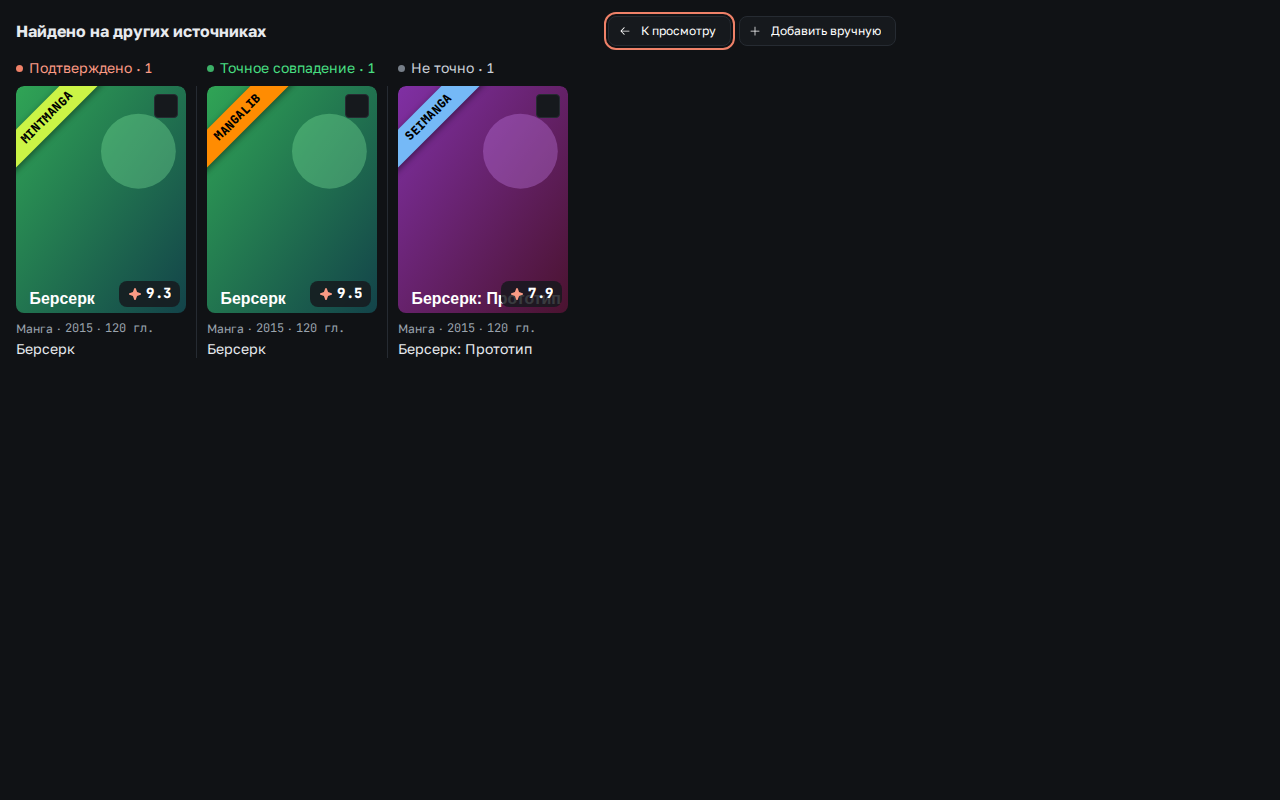 Найдено на других источниках
К просмотру
Добавить вручную
Подтверждено · 1
Точное совпадение · 1
Не точно · 1
MINTMANGA
Берсерк
9.3
Манга · 2015 · 120 гл.
Берсерк
MANGALIB
Берсерк
9.5
Манга · 2015 · 120 гл.
Берсерк
SEIMANGA
Берсерк: Прототип
7.9
Манга · 2015 · 120 гл.
Берсерк: Прототип